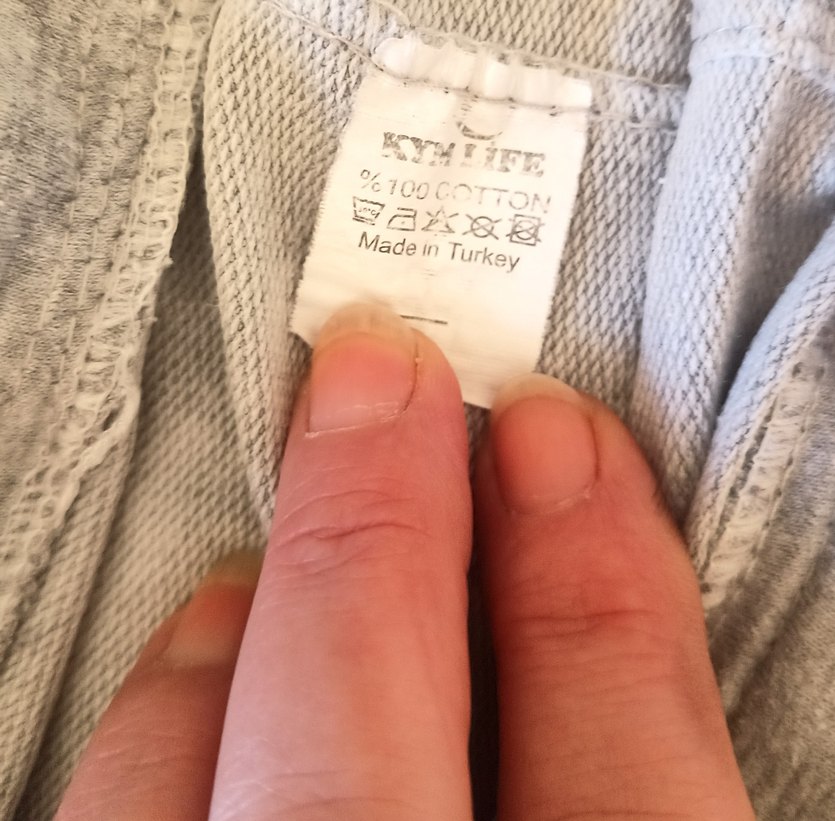 KYM LİFE
% 100 COTTON
Made in Turkey